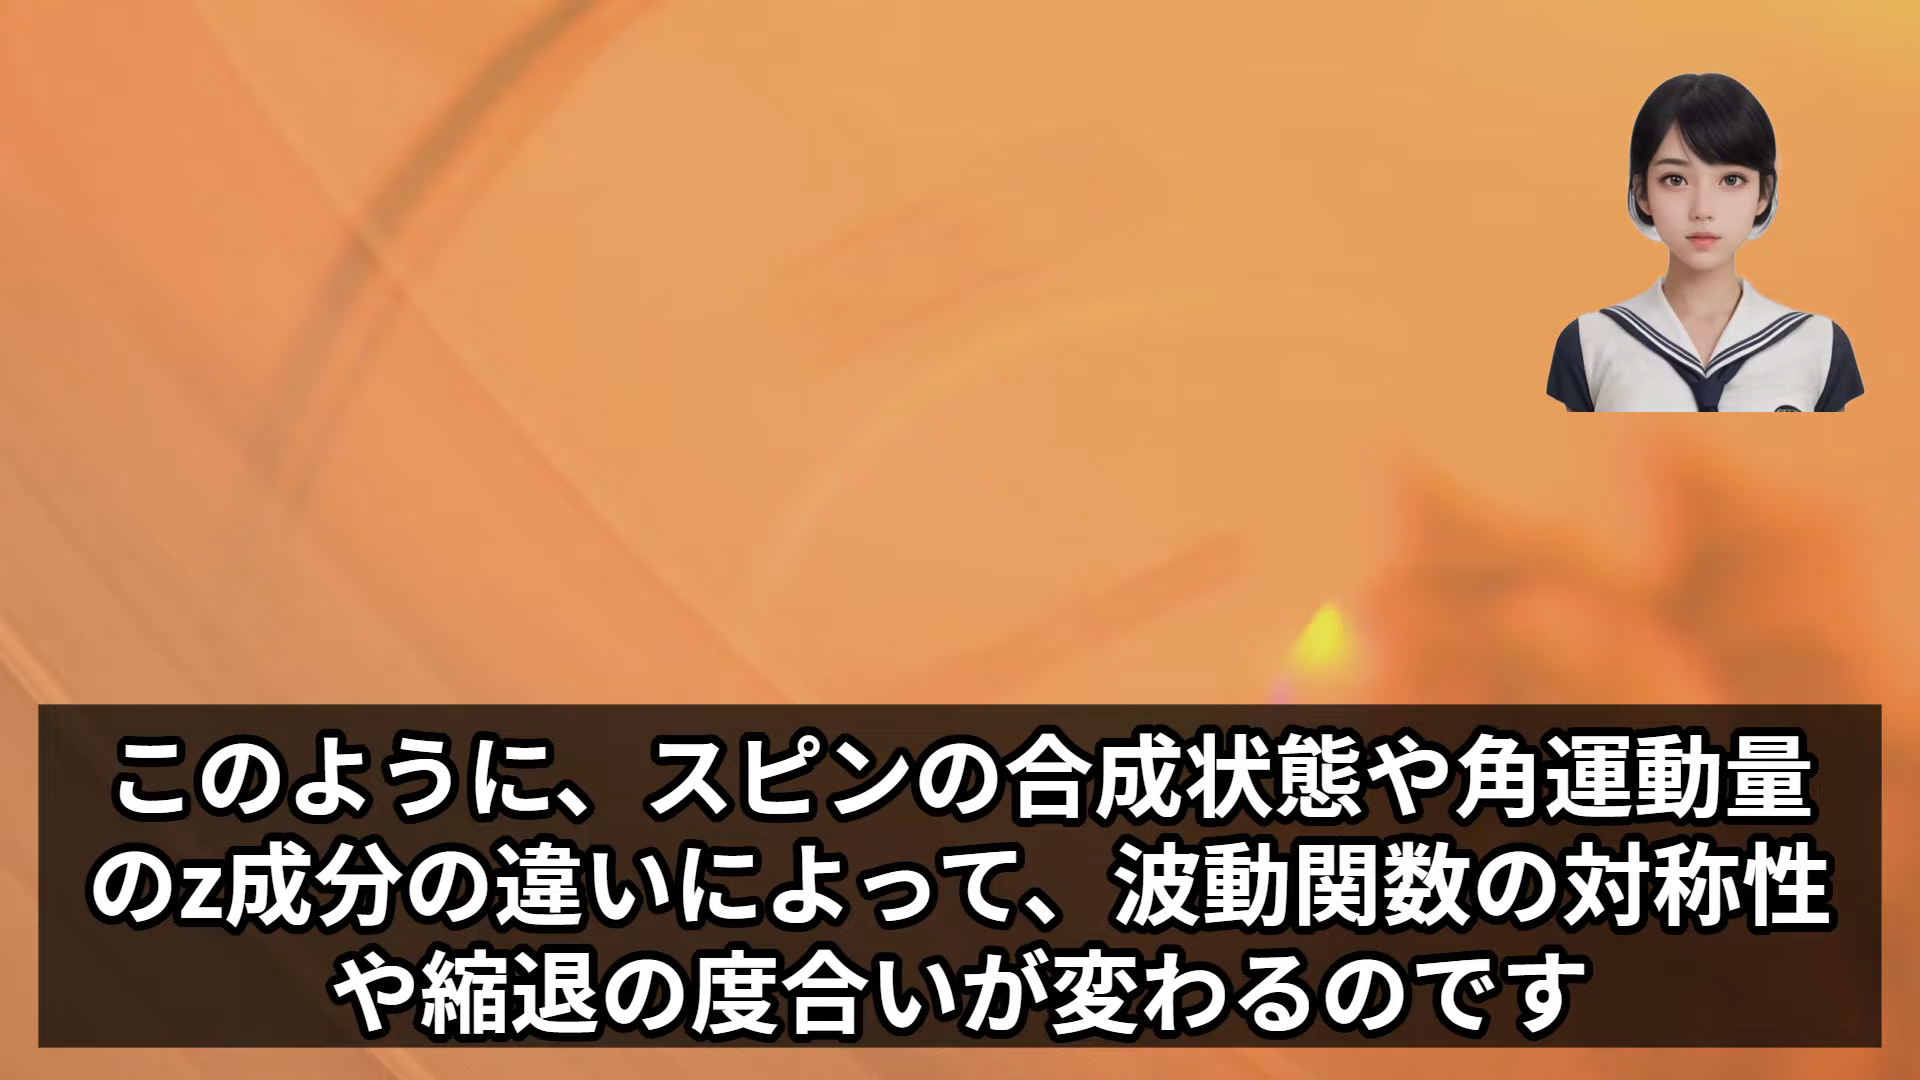 このように、スピンの合成状態や角運動量
のz成分の違いによって、波動関数の対称性
や縮退の度合いが変わるのです